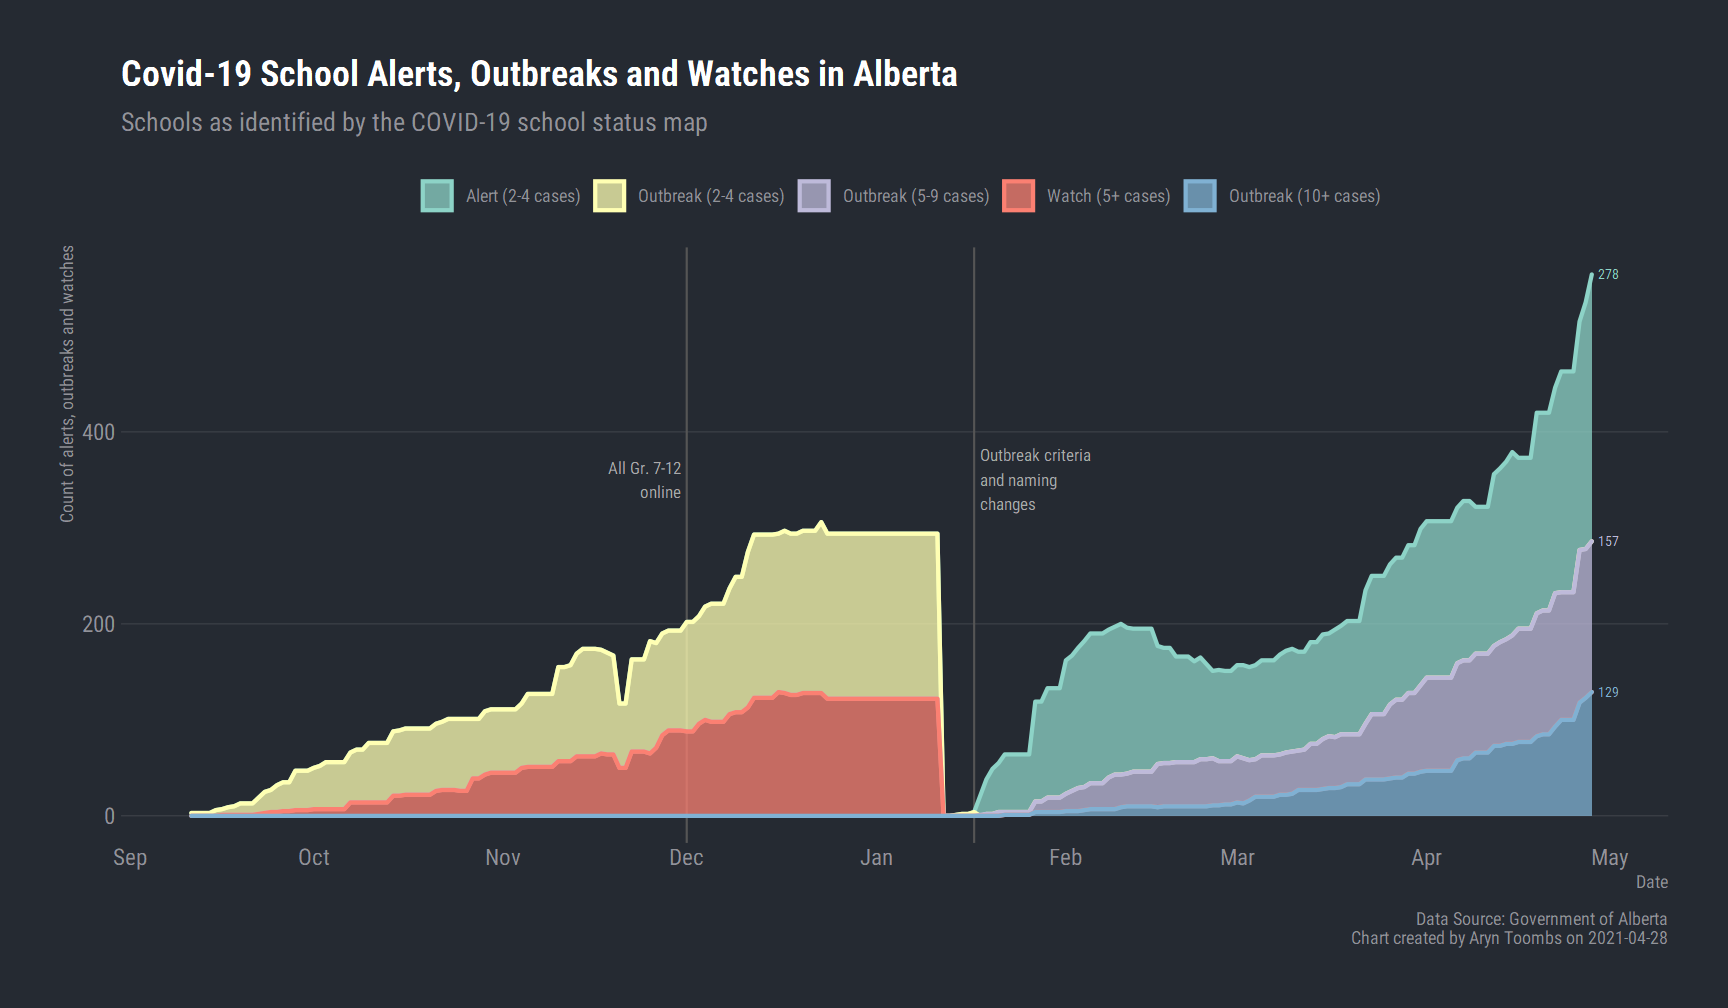 Covid-19 School Alerts, Outbreaks and Watches in Alberta
Schools as identified by the COVID-19 school status map
Alert (2-4 cases)
Outbreak (2-4 cases)
Outbreak (5-9 cases)
Watch (5+ cases)
Outbreak (10+ cases)
Count of alerts, outbreaks and watches
400
200
0
All Gr. 7-12
online
Outbreak criteria
and naming
changes
278
157
129
Sep
Oct
Nov
Dec
Jan
Feb
Mar
Apr
May
Date
Data Source: Government of Alberta
Chart created by Aryn Toombs on 2021-04-28